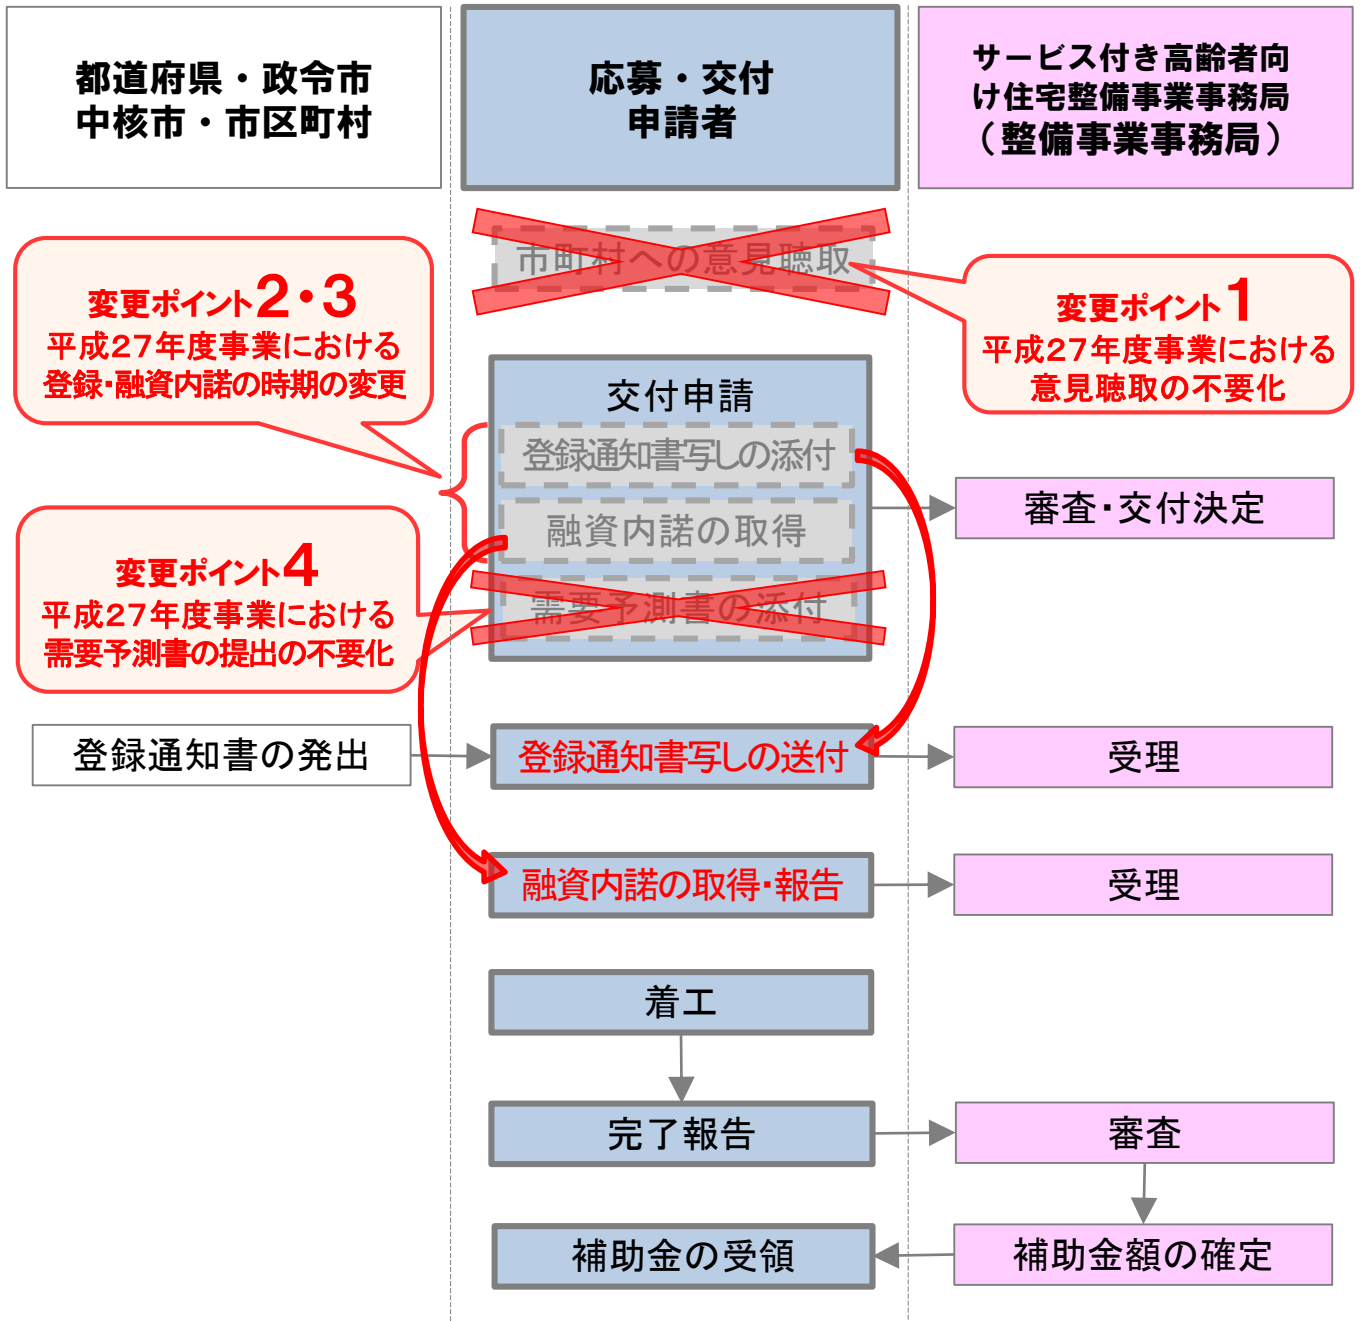 都道府県・政令市
中核市・市区町村
応募・交付
申請者
サービス付き高齢者向
け住宅整備事業事務局
（整備事業事務局）
市町村への意見聴取
変更ポイント2・3
平成27年度事業における
登録・融資内諾の時期の変更
変更ポイント1
平成27年度事業における
意見聴取の不要化
交付申請
登録通知書写しの添付
融資内諾の取得
需要予測書の添付
審査・交付決定
変更ポイント4
平成27年度事業における
需要予測書の提出の不要化
登録通知書の発出
登録通知書写しの送付
受理
融資内諾の取得・報告
受理
着工
完了報告
審査
補助金の受領
補助金額の確定